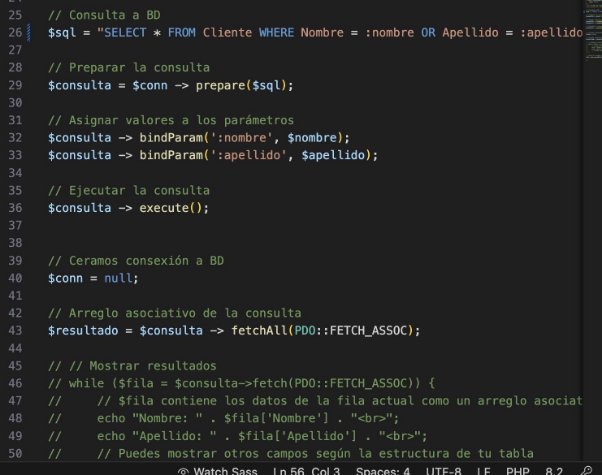 25 // Consulta a BD
26 $sql = "SELECT * FROM Cliente WHERE Nombre = :nombre OR Apellido = :apellido
27
28 // Preparar la consulta
29 $consulta = $conn -> prepare($sql);
30
31 // Asignar valores a los parámetros
32 $consulta -> bindParam(':nombre', $nombre);
33 $consulta -> bindParam(':apellido', $apellido);
34
35 // Ejecutar la consulta
36 $consulta -> execute();
37
38
39 // Ceramos consexión a BD
40 $conn = null;
41
42 // Arreglo asociativo de la consulta
43 $resultado = $consulta -> fetchAll(PDO::FETCH_ASSOC);
44
45 // // Mostrar resultados
46 // while ($fila = $consulta->fetch(PDO::FETCH_ASSOC)) {
47 //     // $fila contiene los datos de la fila actual como un arreglo asociat
48 //     echo "Nombre: " . $fila['Nombre'] . "<br>";
49 //     echo "Apellido: " . $fila['Apellido'] . "<br>";
50 //     // Puedes mostrar otros campos según la estructura de tu tabla
Watch Sass Ln 56, Col 3 Spaces: 4 UTF-8 LF PHP 8.2